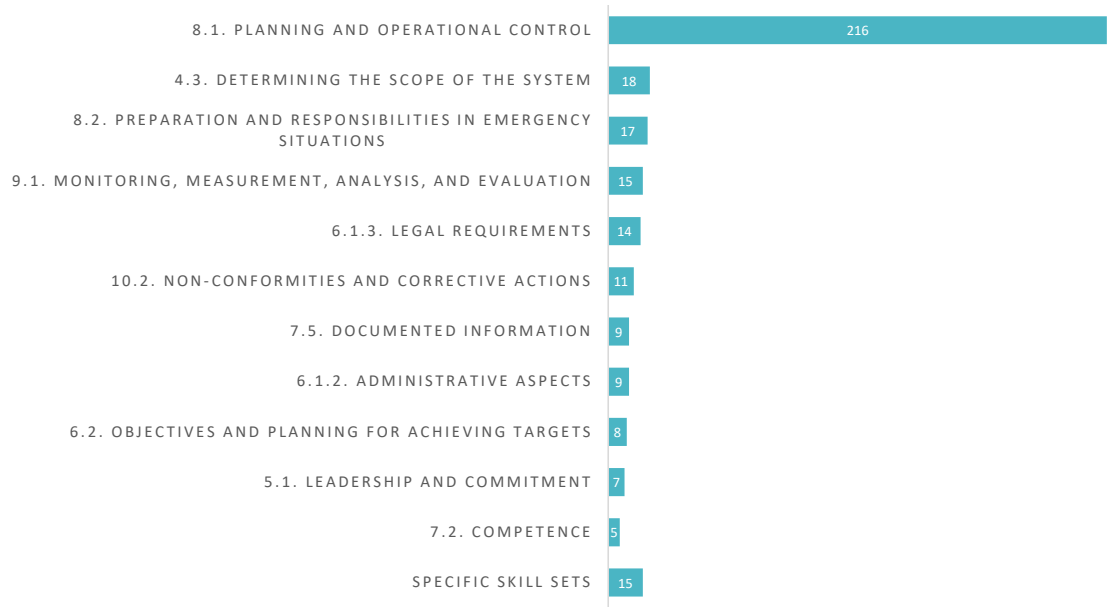 8.1. PLANNING AND OPERATIONAL CONTROL 216
4.3. DETERMINING THE SCOPE OF THE SYSTEM 18
8.2. PREPARATION AND RESPONSIBILITIES IN EMERGENCY
SITUATIONS 17
9.1. MONITORING, MEASUREMENT, ANALYSIS, AND EVALUATION 15
6.1.3. LEGAL REQUIREMENTS 14
10.2. NON-CONFORMITIES AND CORRECTIVE ACTIONS 11
7.5. DOCUMENTED INFORMATION 9
6.1.2. ADMINISTRATIVE ASPECTS 9
6.2. OBJECTIVES AND PLANNING FOR ACHIEVING TARGETS 8
5.1. LEADERSHIP AND COMMITMENT 7
7.2. COMPETENCE 5
SPECIFIC SKILL SETS 15